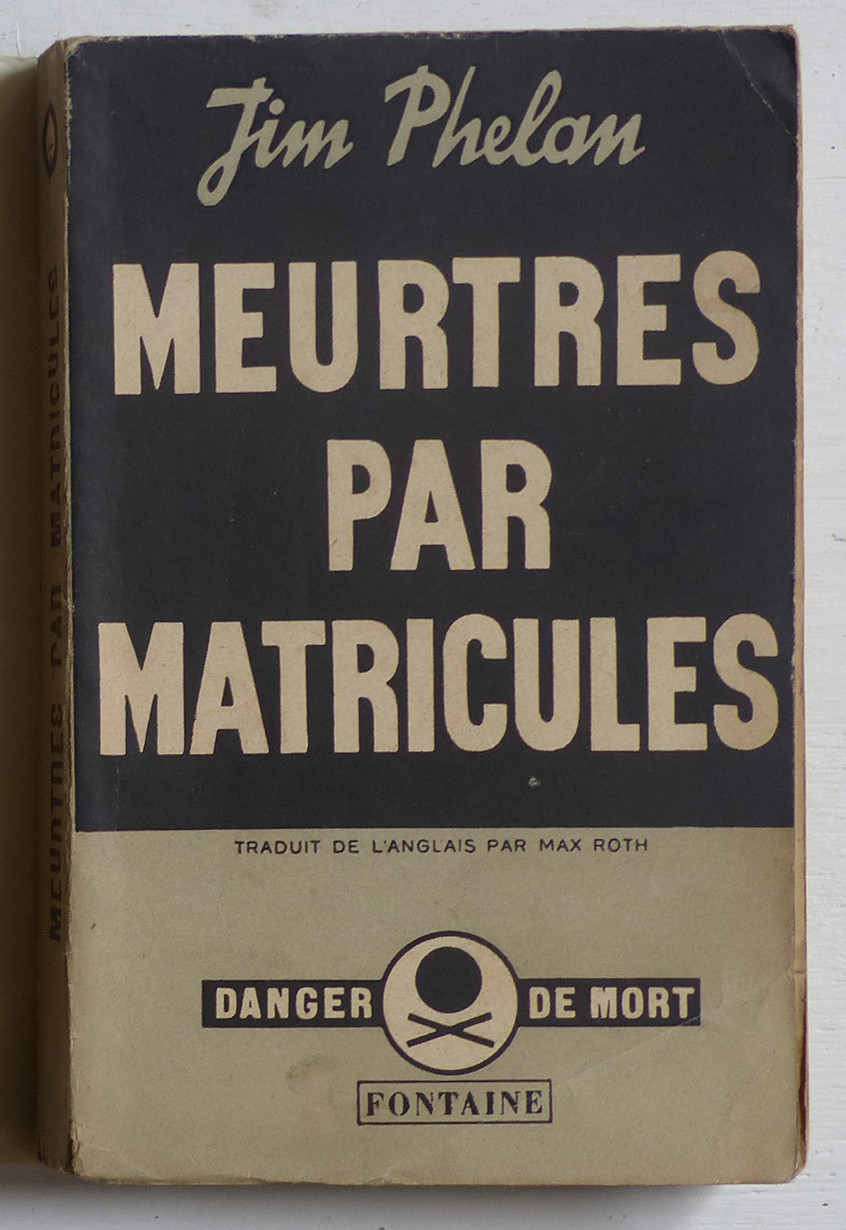 Jim Phelan
MEURTRES
PAR
MATRICULES
TRADUIT DE L'ANGLAIS PAR MAX ROTH
DANGER DE MORT
FONTAINE
MEURTRES PAR MATRICULES